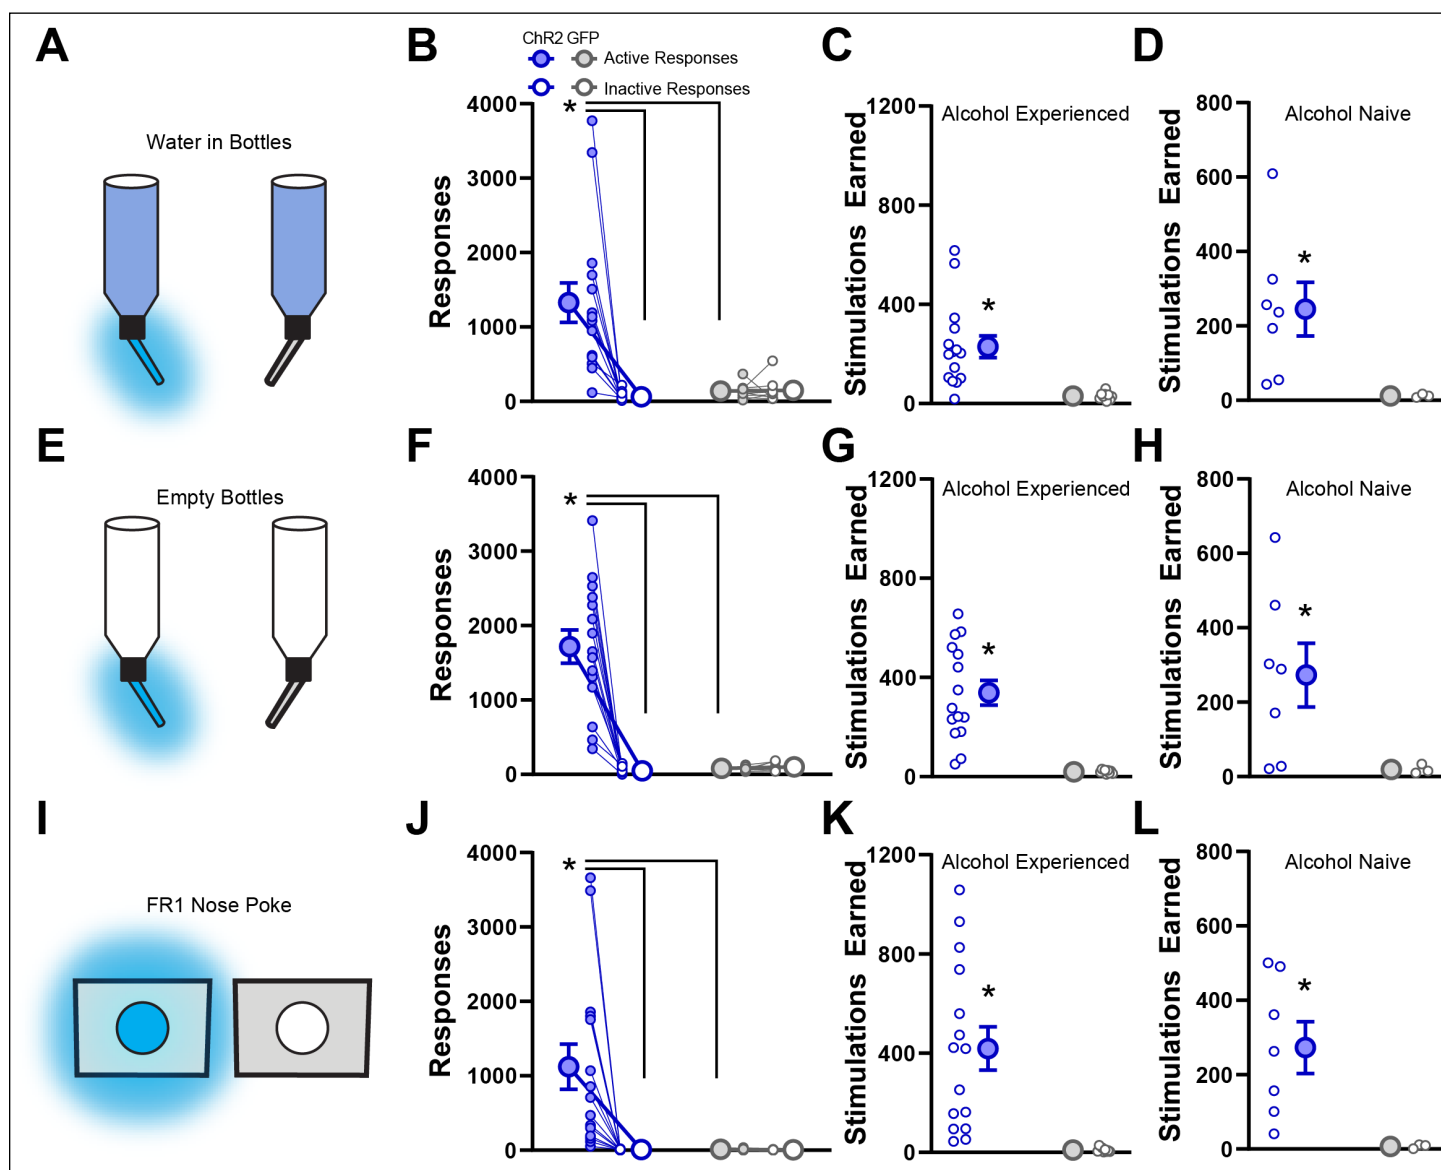 A
B
C
D
ChR2 GFP
Active Responses
Inactive Responses
Water in Bottles
*
4000
3000
2000
1000
0
Responses
Alcohol Experienced
1200
800
400
0
Stimulations Earned
*
Alcohol Naive
800
600
400
200
0
Stimulations Earned
*
E
F
G
H
Empty Bottles
*
4000
3000
2000
1000
0
Responses
Alcohol Experienced
1200
800
400
0
Stimulations Earned
*
Alcohol Naive
800
600
400
200
0
Stimulations Earned
*
I
J
K
L
FR1 Nose Poke
*
4000
3000
2000
1000
0
Responses
Alcohol Experienced
1200
800
400
0
Stimulations Earned
*
Alcohol Naive
800
600
400
200
0
Stimulations Earned
*